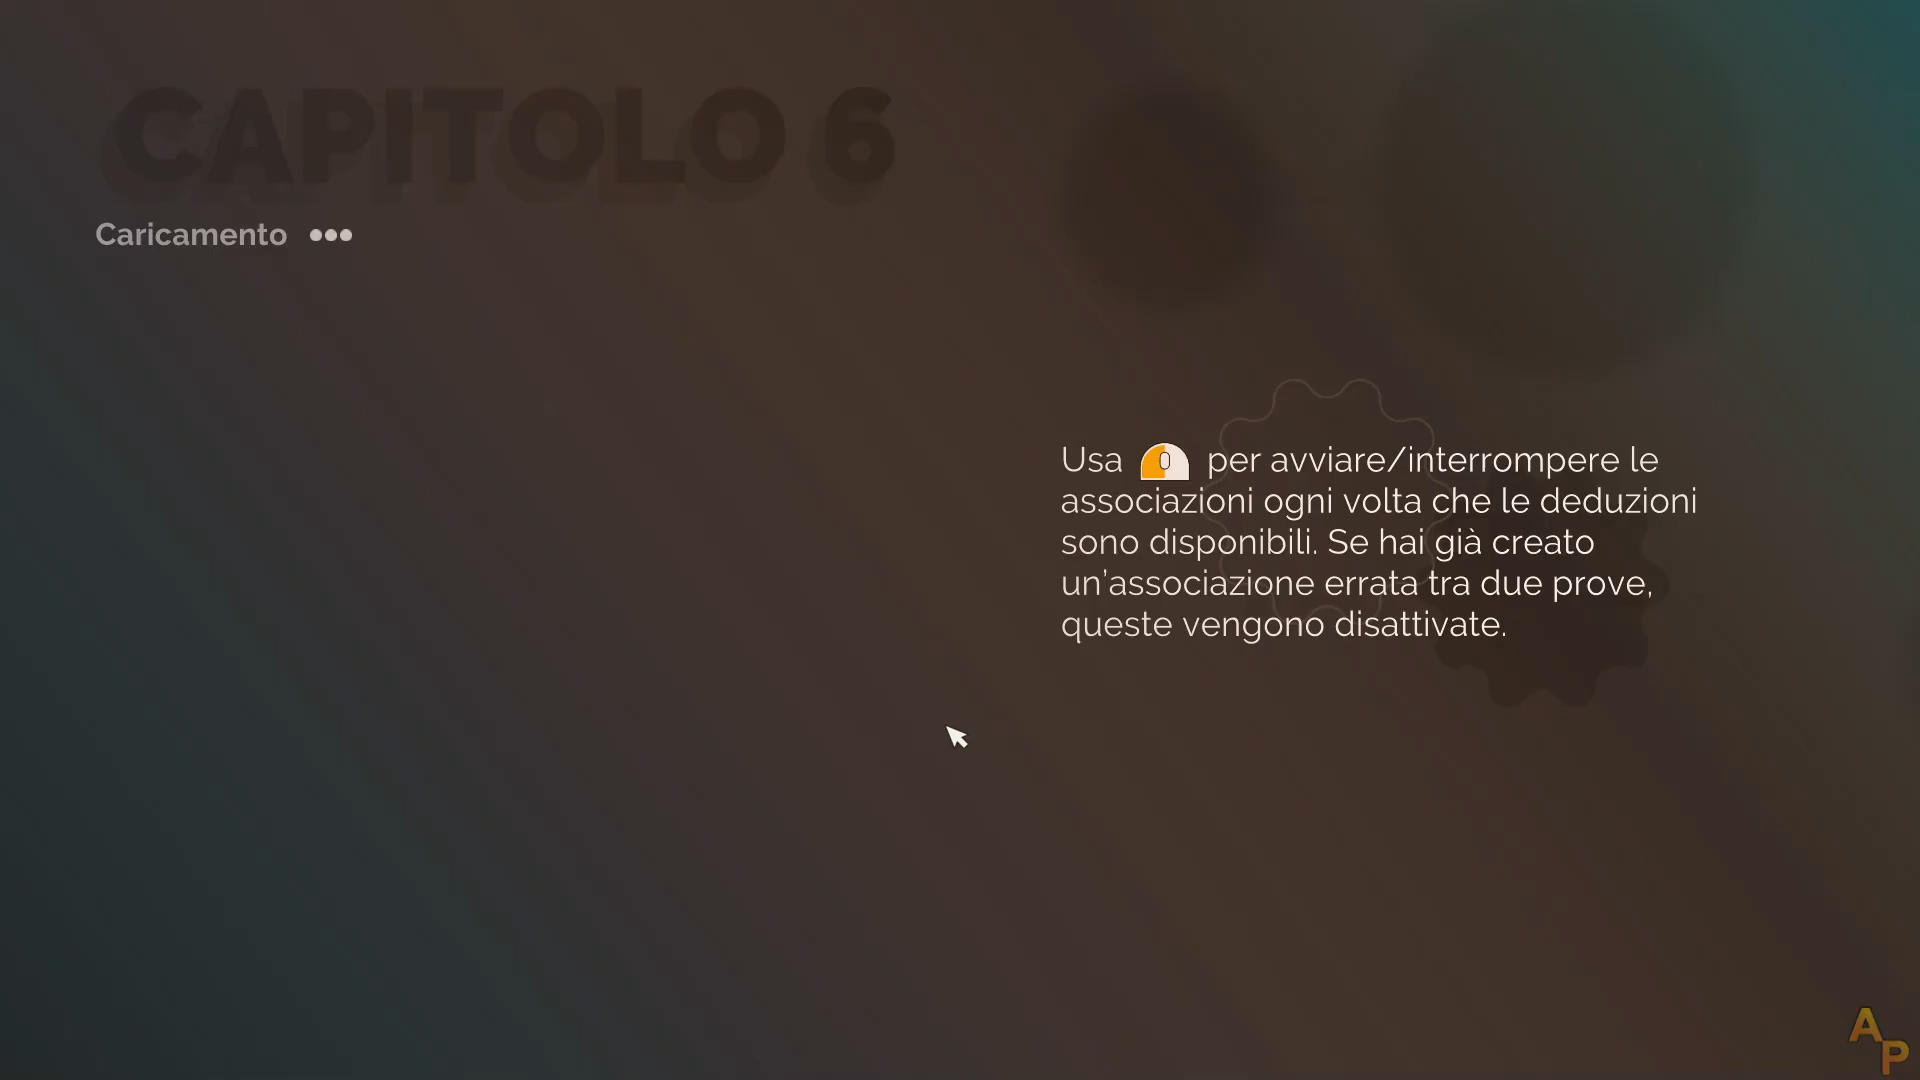 CAPITOLO 6
Caricamento
Usa per avviare/interrompere le
associazioni ogni volta che le deduzioni
sono disponibili. Se hai già creato
un’associazione errata tra due prove,
queste vengono disattivate.
A
P